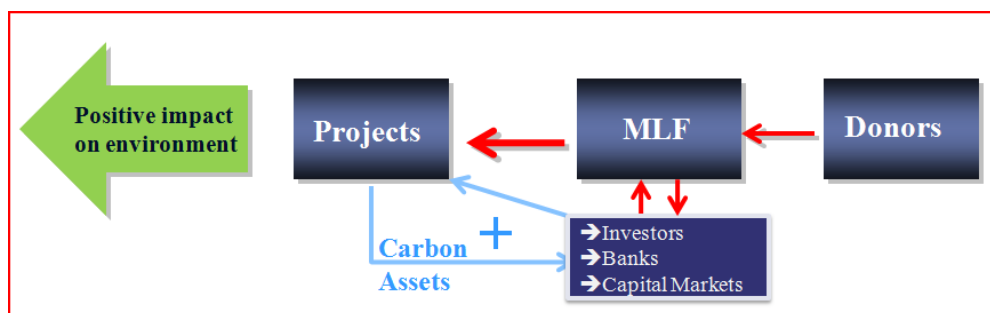 Positive impact
on environment
Projects
MLF
Donors
Carbon
Assets
+
➔Investors
➔Banks
➔Capital Markets